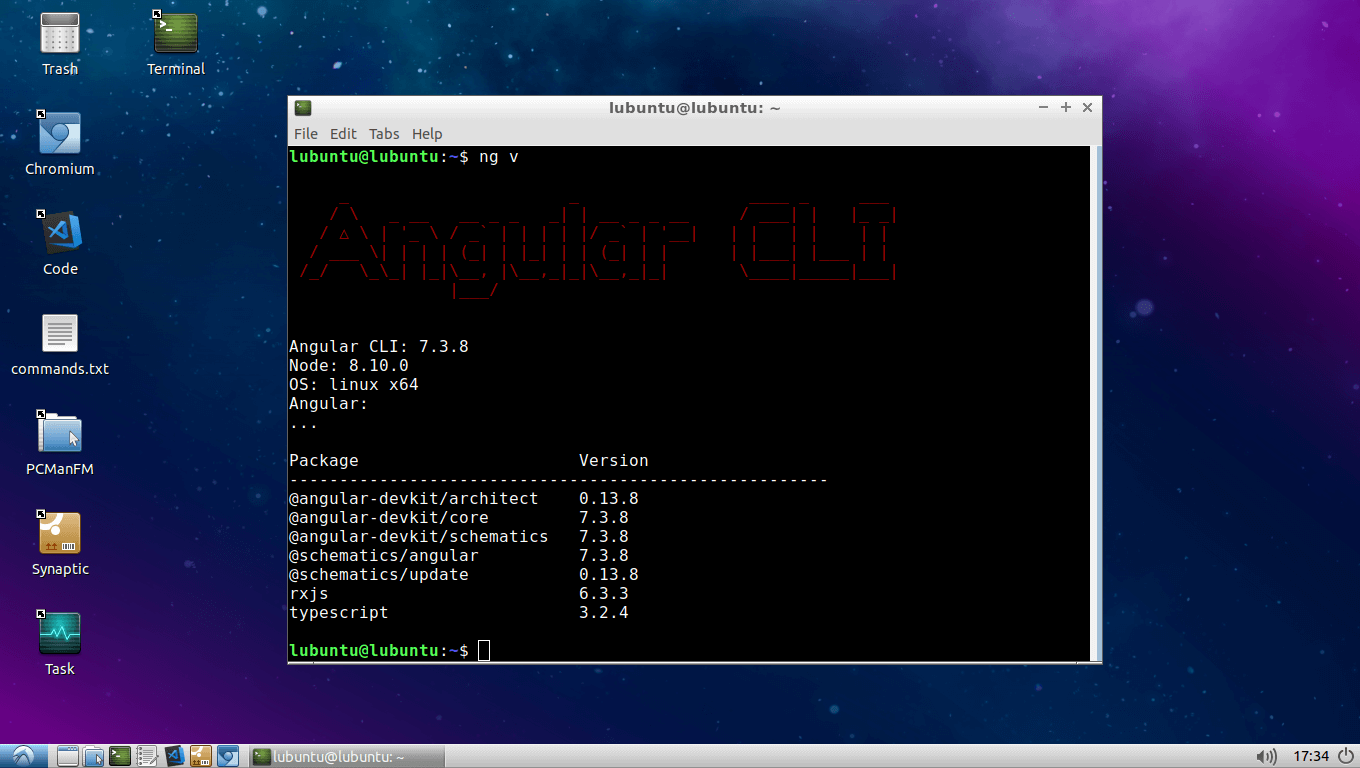 Trash
Terminal
Chromium
Code
commands.txt
PCManFM
Synaptic
Task
lubuntu@lubuntu: ~
File Edit Tabs Help
lubuntu@lubuntu:~$ ng v
Angular CLI
Angular CLI: 7.3.8
Node: 8.10.0
OS: linux x64
Angular:
...
Package Version
------------------------------------------------------
@angular-devkit/architect 0.13.8
@angular-devkit/core 7.3.8
@angular-devkit/schematics 7.3.8
@schematics/angular 7.3.8
@schematics/update 0.13.8
rxjs 6.3.3
typescript 3.2.4
lubuntu@lubuntu:~$
lubuntu@lubuntu: ~
17:34